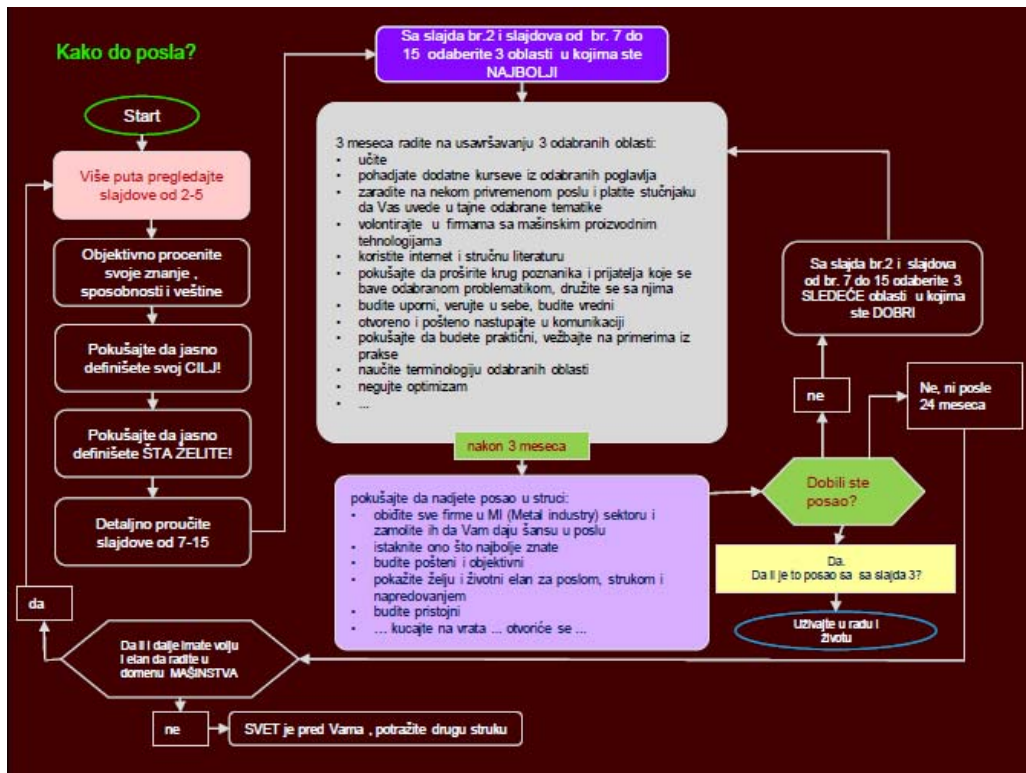 Kako do posla?
Start
Više puta pregledajte
slajdove od 2-5
Objektivno procenite
svoje znanje ,
sposobnosti i veštine
Pokušajte da jasno
definišete svoj CILJ!
Pokušajte da jasno
definišete ŠTA ŽELITE!
Detaljno proučite
slajdove od 7-15
Sa slajda br.2 i slajdova od br. 7 do
15 odaberite 3 oblasti u kojima ste
NAJBOLJI
3 meseca radite na usavršavanju 3 odabranih oblasti:
• učite
• pohadjate dodatne kurseve iz odabranih poglavlja
• zaradite na nekom privremenom poslu i platite stučnjaku
da Vas uvede u tajne odabrane tematike
• volontirajte u firmama sa mašinskim proizvodnim
tehnologijama
• koristite internet i stručnu literaturu
• pokušajte da proširite krug poznanika i prijatelja koje se
bave odabranom problematikom, družite se sa njima
• budite uporni, verujte u sebe, budite vredni
• otvoreno i pošteno nastupajte u komunikaciji
• pokušajte da budete praktični, vežbajte na primerima iz
prakse
• naučite terminologiju odabranih oblasti
• negujte optimizam
• ...
nakon 3 meseca
pokušajte da nadjete posao u struci:
• obiđite sve firme u MI (Metal industry) sektoru i
zamolite ih da Vam daju šansu u poslu
• istaknite ono što najbolje znate
• budite pošteni i objektivni
• pokažite želju i životni elan za poslom, strukom i
napredovanjem
• budite pristojni
• ... kucajte na vrata ... otvoriće se ...
Dobili ste
posao?
ne
Sa slajda br.2 i slajdova
od br. 7 do 15 odaberite 3
SLEDEĆE oblasti u kojima
ste DOBRI
Ne, ni posle
24 meseca
Da.
Da li je to posao sa sa slajda 3?
Uživajte u radu i
životu
Da li i dalje imate volju
i elan da radite u
domenu MAŠINSTVA
da
ne
SVET je pred Vama , potražite drugu struku